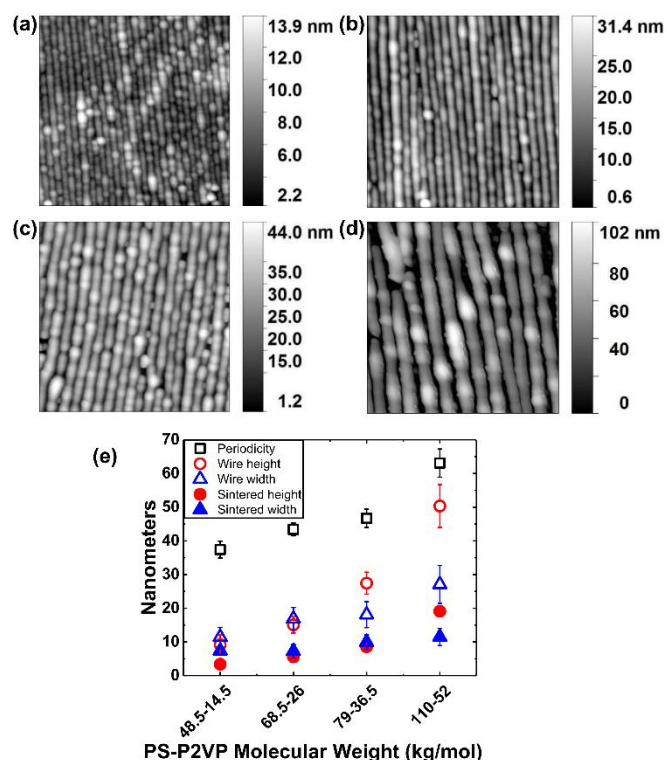 (a)
13.9 nm
12.0
10.0
8.0
6.0
2.2
(b)
31.4 nm
25.0
20.0
15.0
10.0
0.6
(c)
44.0 nm
35.0
30.0
25.0
20.0
15.0
1.2
(d)
102 nm
80
60
40
0
(e)
Periodicity
Wire height
Wire width
Sintered height
Sintered width
Nanometers
70
60
50
40
30
20
10
0
48.5-14.5
68.5-26
79-36.5
110-52
PS-P2VP Molecular Weight (kg/mol)